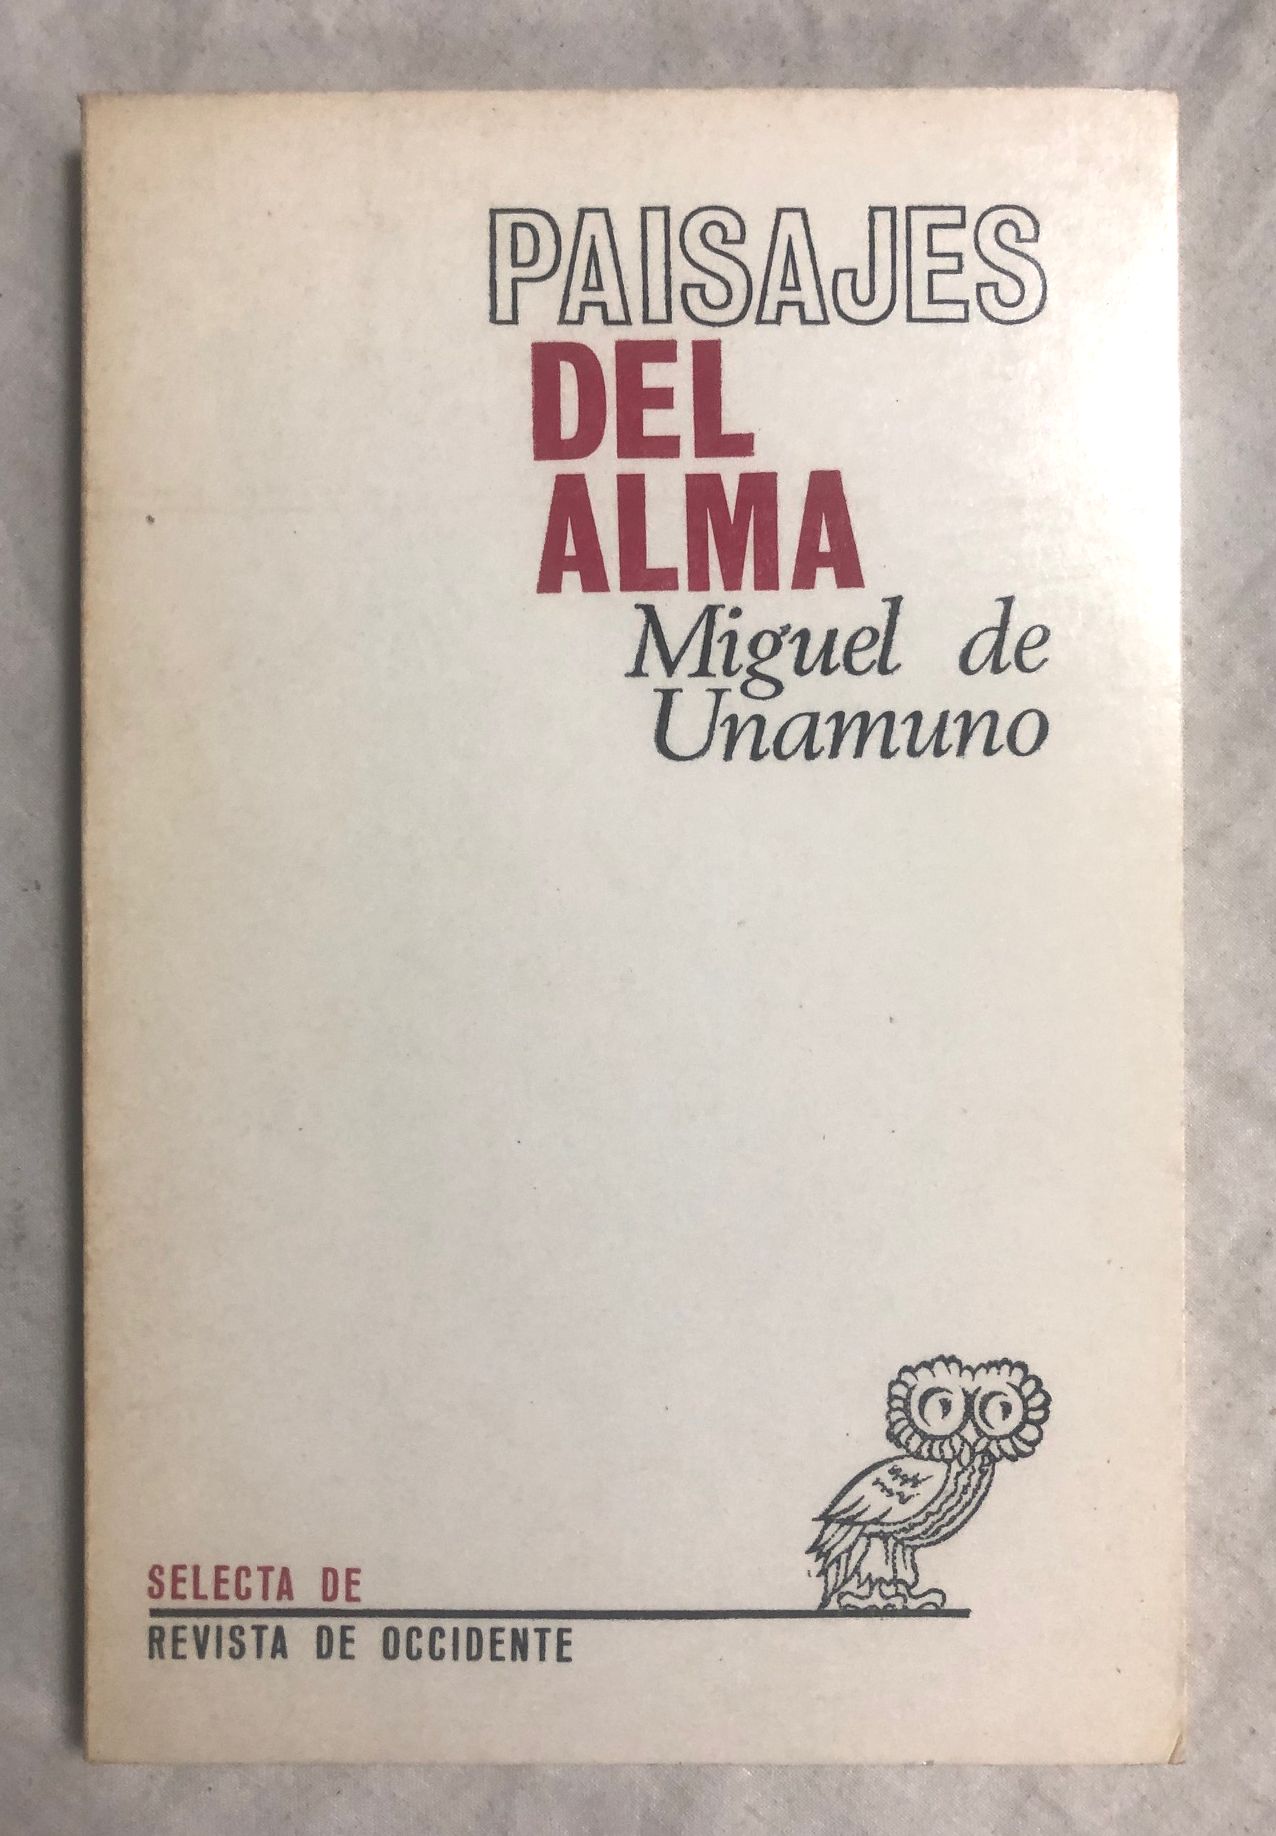 PAISAJES
DEL
ALMA
Miguel de
Unamuno
SELECTA DE
REVISTA DE OCCIDENTE